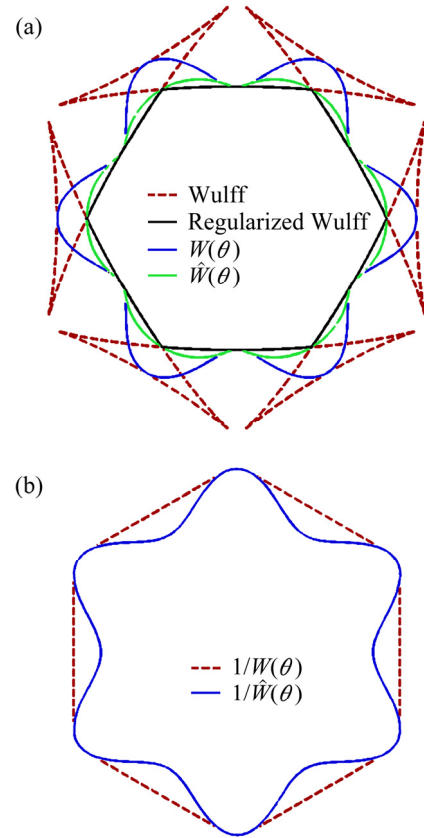 (a)
Wulff
Regularized Wulff
W(θ)
Ŵ(θ)
(b)
1/W(θ)
1/Ŵ(θ)